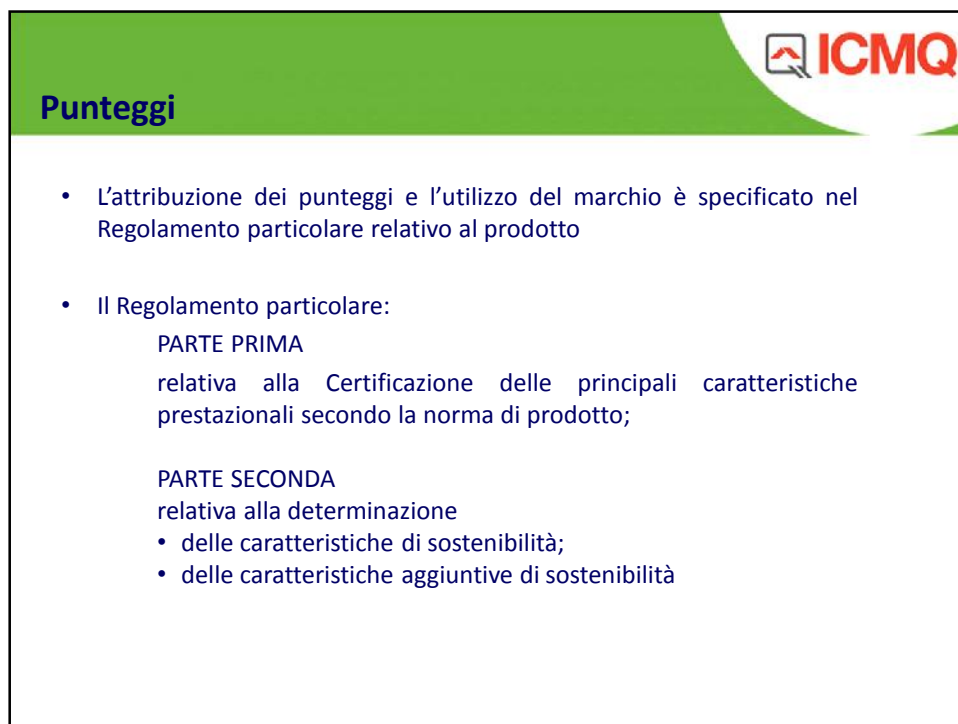 ICMQ
Punteggi
• L'attribuzione dei punteggi e l'utilizzo del marchio è specificato nel
Regolamento particolare relativo al prodotto
• Il Regolamento particolare:
PARTE PRIMA
relativa alla Certificazione delle principali caratteristiche
prestazionali secondo la norma di prodotto;
PARTE SECONDA
relativa alla determinazione
• delle caratteristiche di sostenibilità;
• delle caratteristiche aggiuntive di sostenibilità